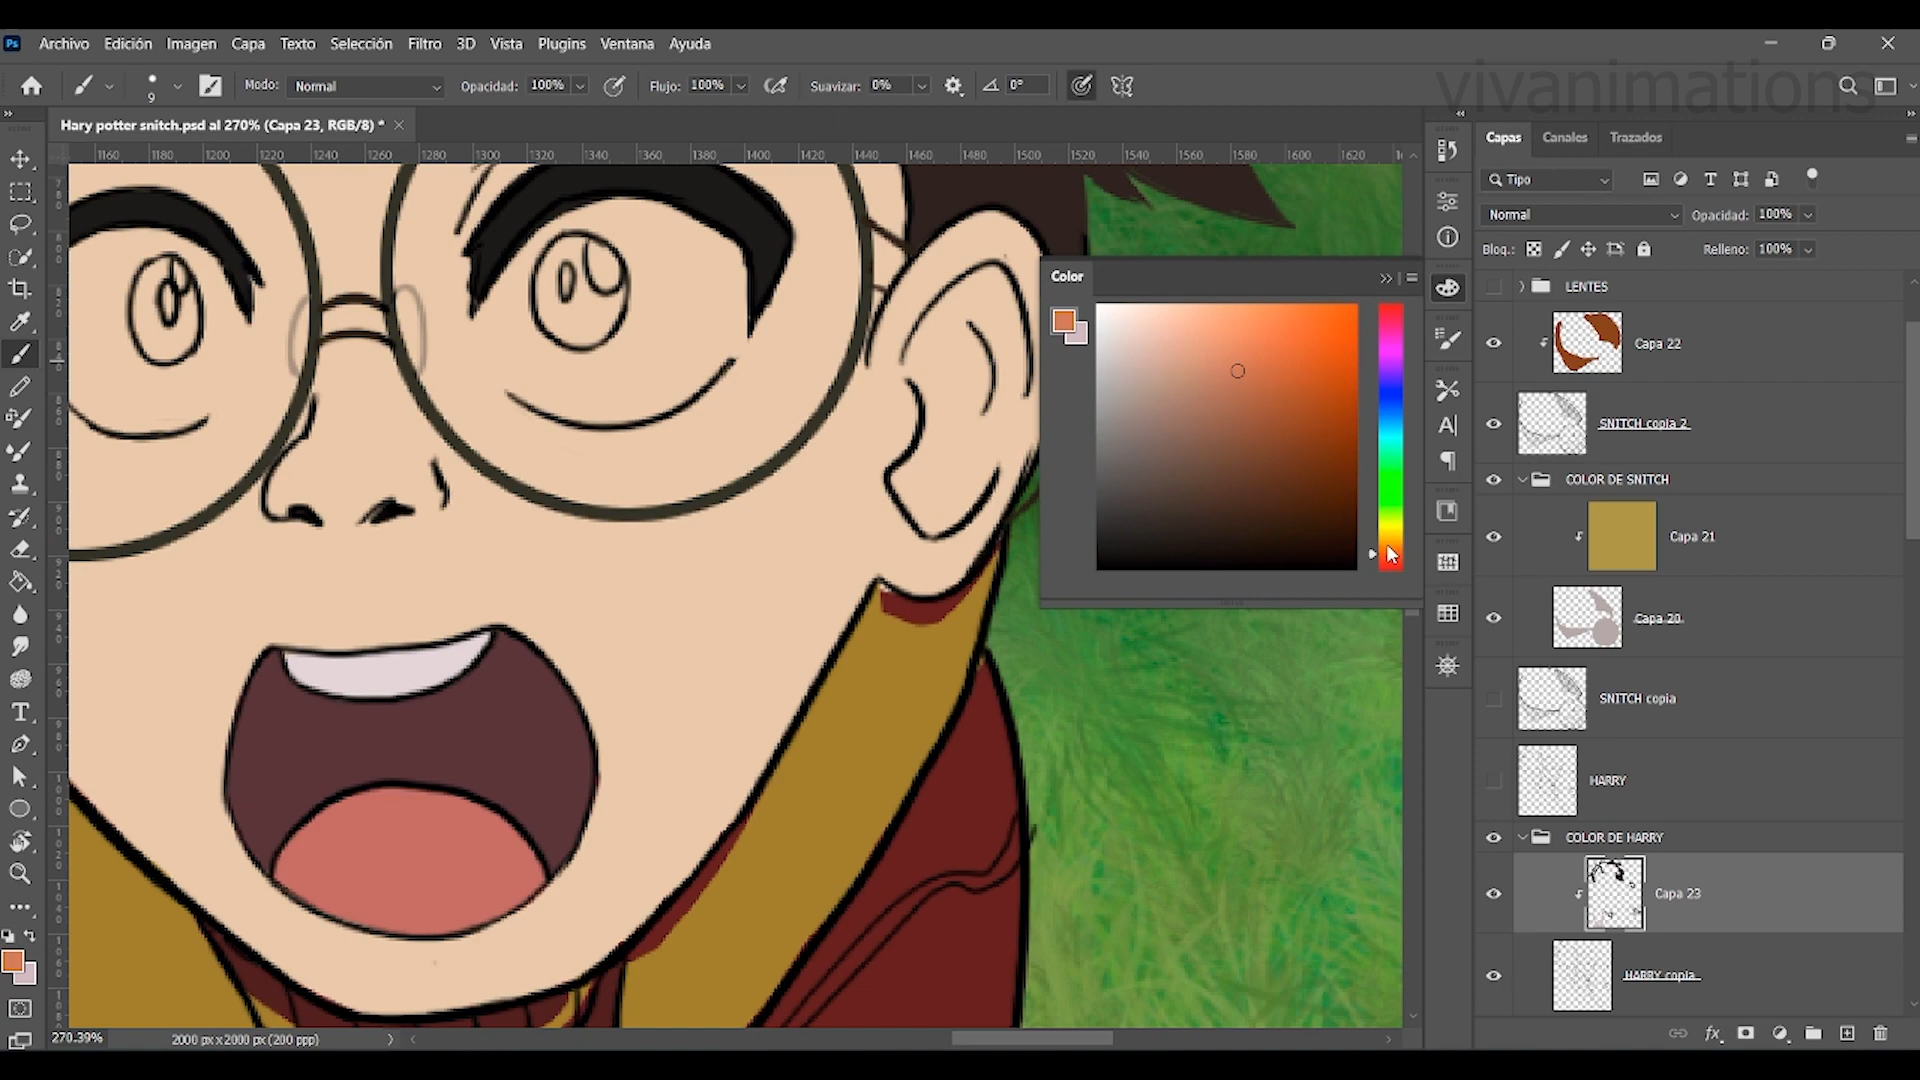 vivanimations
Ps Archivo Edición Imagen Capa Texto Selección Filtro 3D Vista Plugins Ventana Ayuda
9 Modo: Normal Opacidad: 100% Flujo: 100% Suavizar: 0% 0°
Hary potter snitch.psd al 270% (Capa 23, RGB/8) *
1160 1180 1200 1220 1240 1260 1280 1300 1320 1340 1360 1380 1400 1420 1440 1460 1480 1500 1520 1540 1560 1580 1600 1620
Color
Capas Canales Trazados
Tipo
Normal Opacidad: 100%
Bloq.: Relleno: 100%
LENTES
Capa 22
SNITCH copia 2
COLOR DE SNITCH
Capa 21
Capa 20
SNITCH copia
HARRY
COLOR DE HARRY
Capa 23
HARRY copia
fx
270.39% 2000 px x 2000 px (200 ppp)